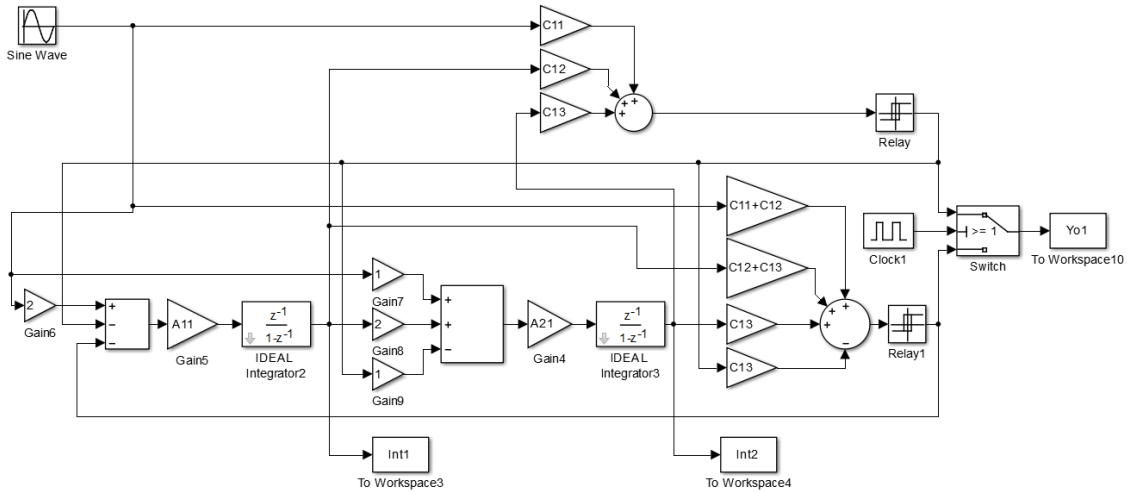 C11
Sine Wave
C12
C13
+
+
+
Relay
C11+C12
>= 1
Yo1
Clock1
Switch
To Workspace10
C12+C13
1
Gain7
2
Gain6
+
−
−
A11
Gain5
z-1
1-z-1
IDEAL
Integrator2
2
Gain8
1
Gain9
+
+
−
A21
Gain4
z-1
1-z-1
IDEAL
Integrator3
C13
C13
+
+
+
−
Relay1
Int1
To Workspace3
Int2
To Workspace4